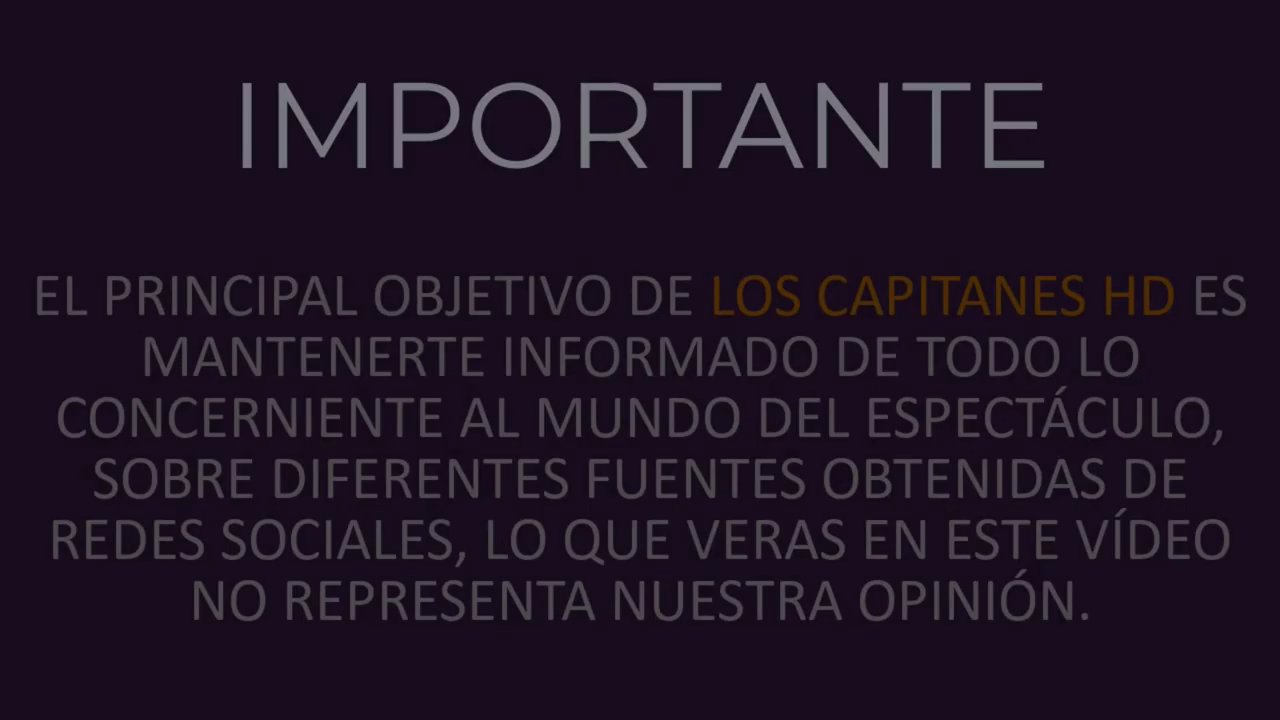 IMPORTANTE
EL PRINCIPAL OBJETIVO DE LOS CAPITANES HD ES
MANTENERTE INFORMADO DE TODO LO
CONCERNIENTE AL MUNDO DEL ESPECTÁCULO,
SOBRE DIFERENTES FUENTES OBTENIDAS DE
REDES SOCIALES, LO QUE VERAS EN ESTE VÍDEO
NO REPRESENTA NUESTRA OPINIÓN.